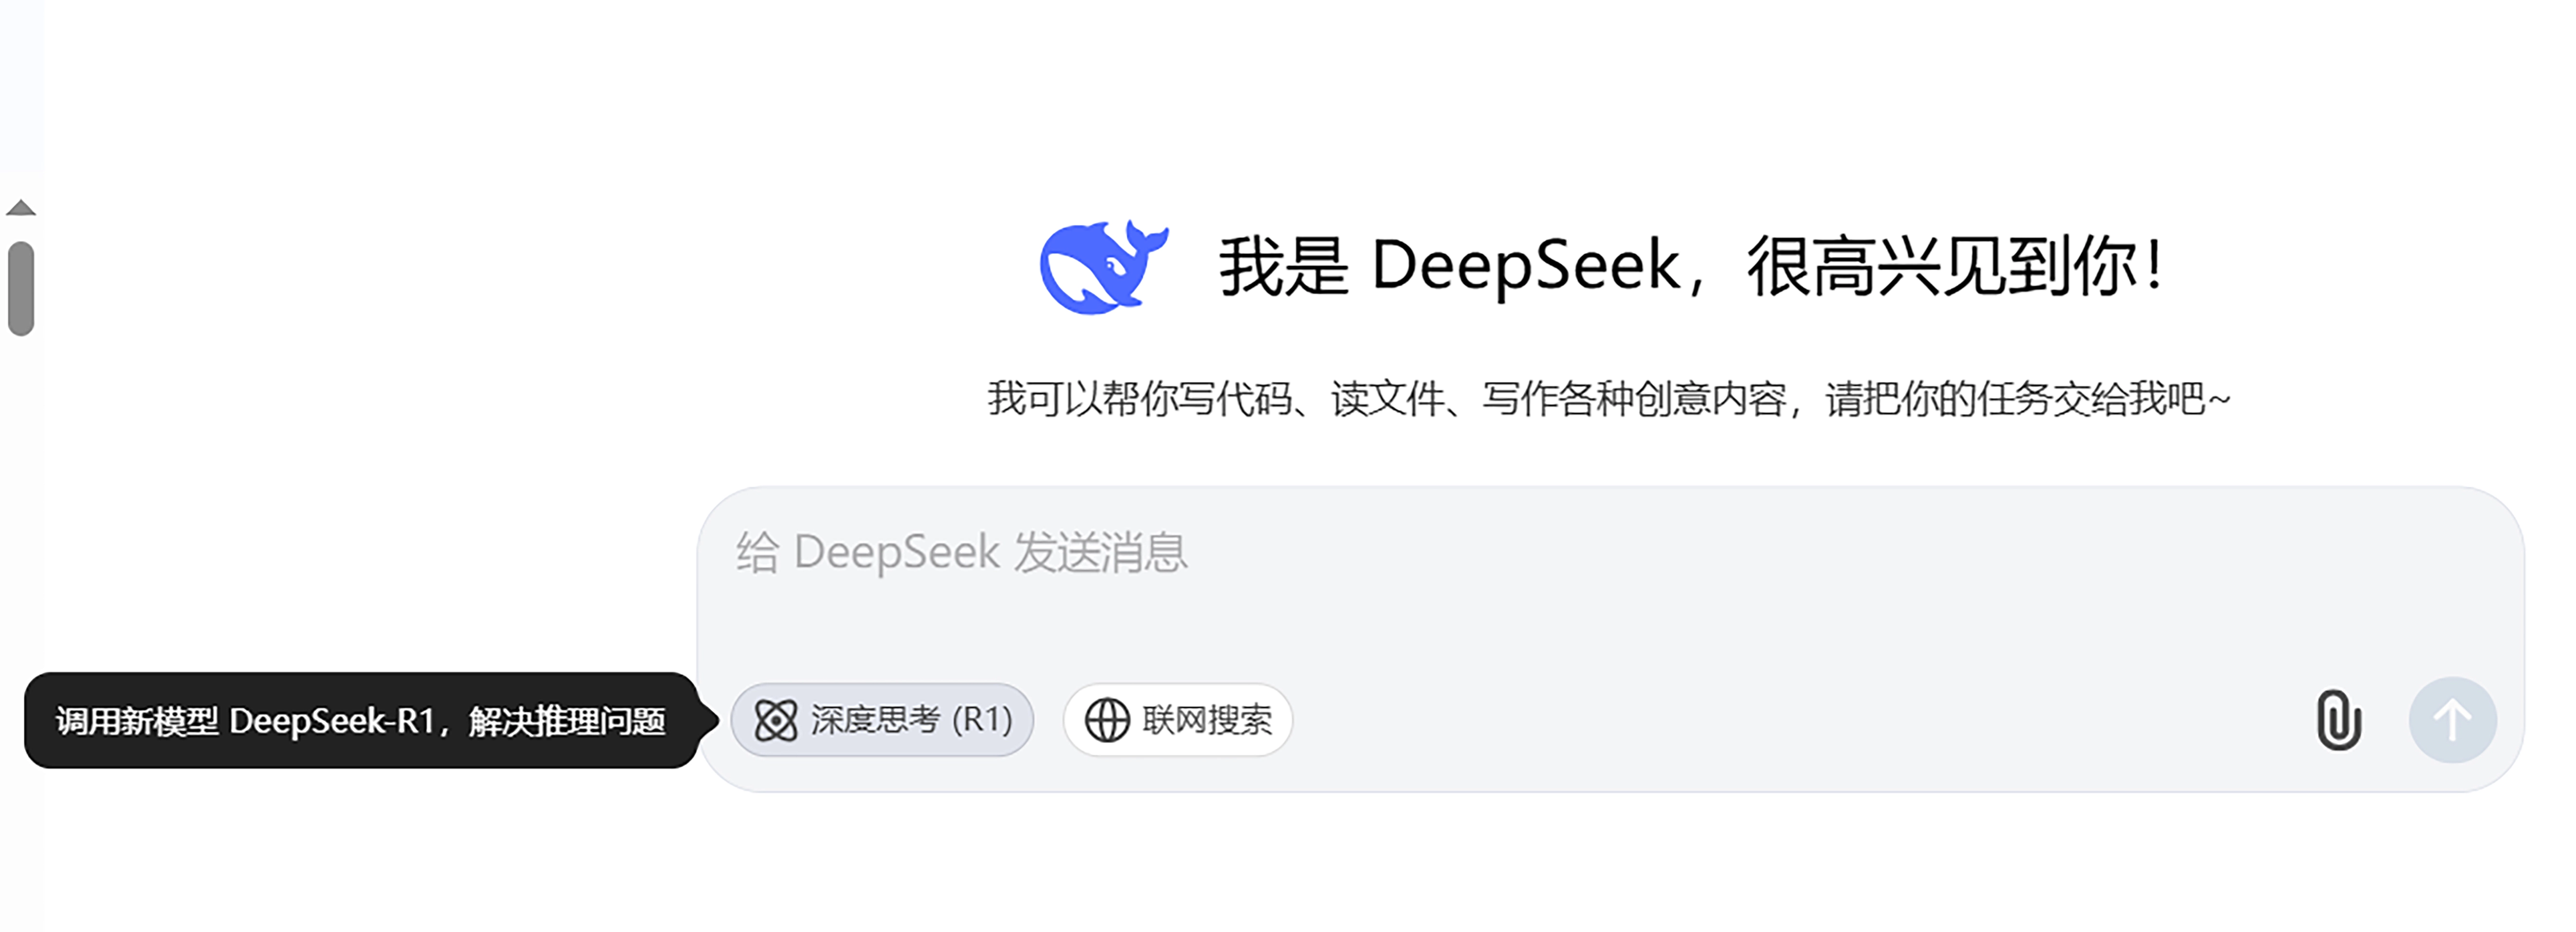 我是 DeepSeek，很高兴见到你！
我可以帮你写代码、读文件、写作各种创意内容，请把你的任务交给我吧~
给 DeepSeek 发送消息
调用新模型 DeepSeek-R1，解决推理问题
深度思考 (R1)
联网搜索